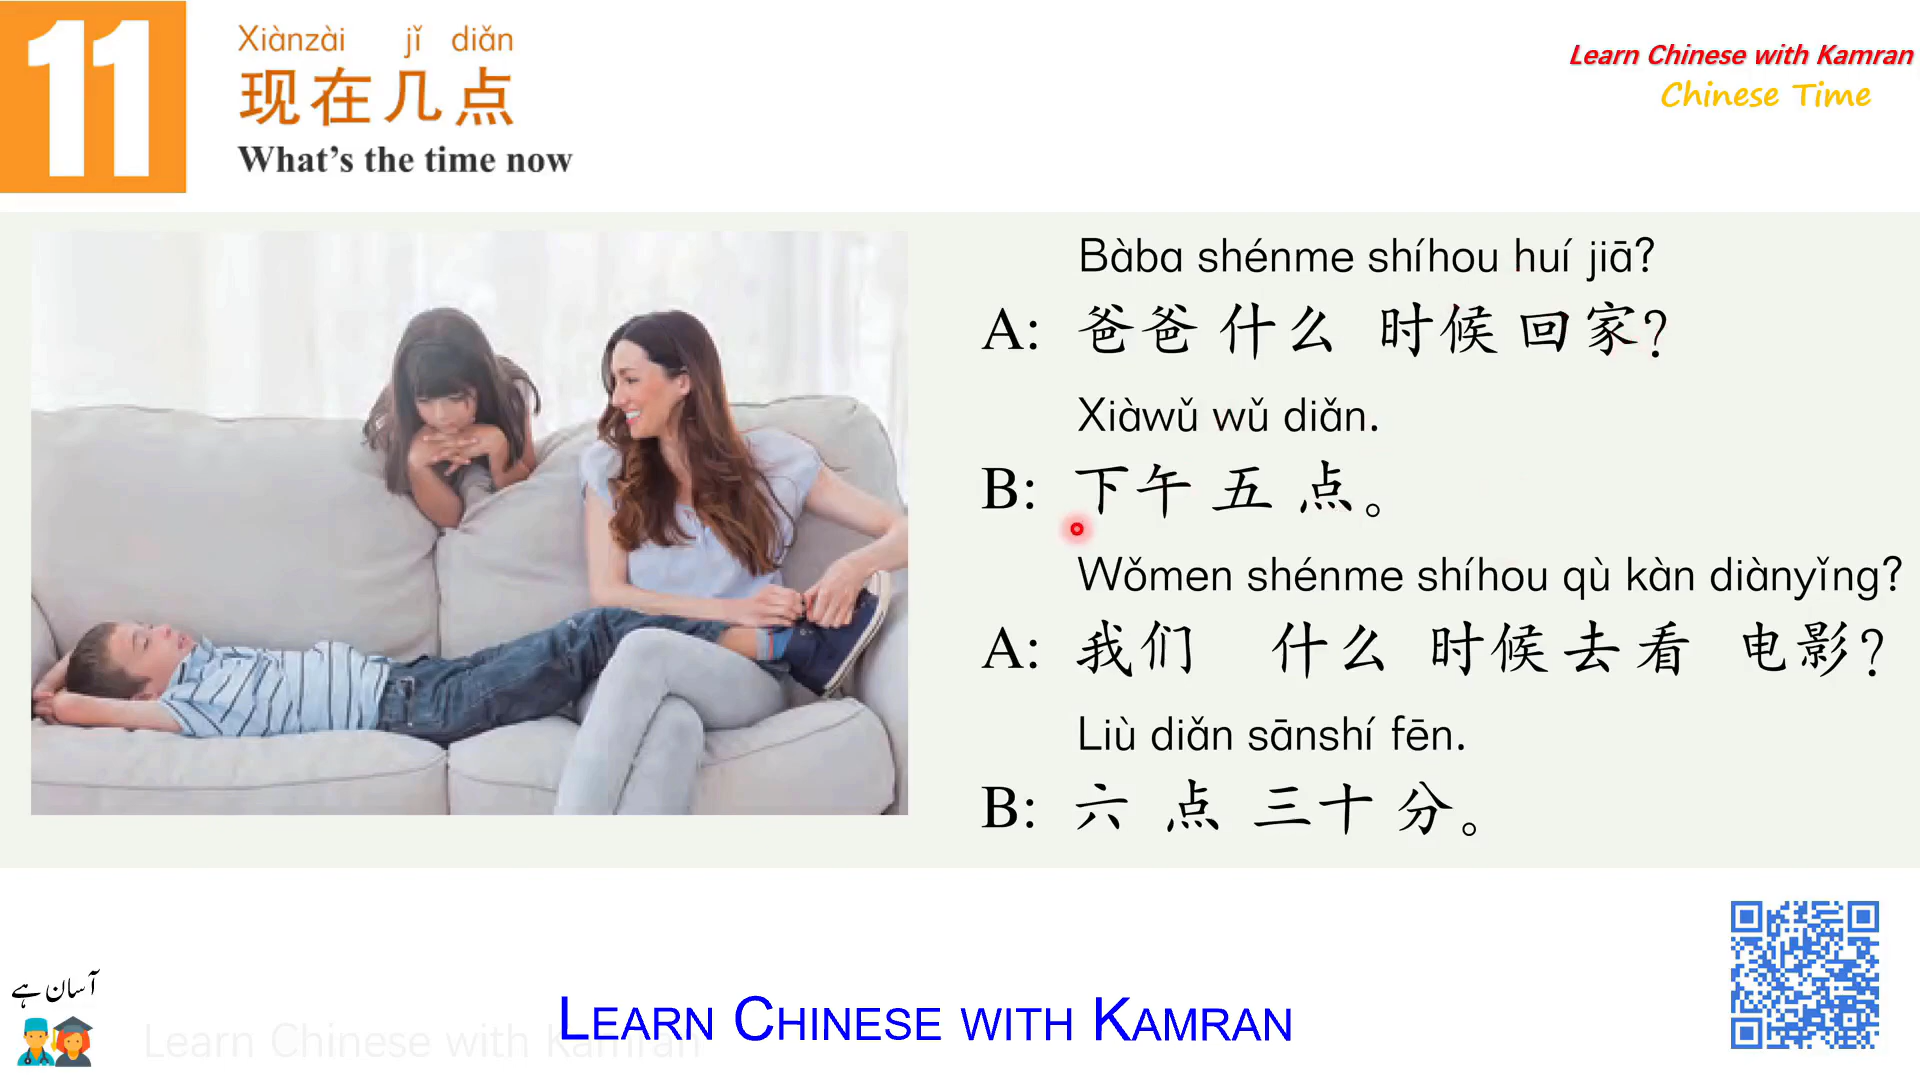 11
Xiànzài jǐ diǎn
现在几点
What's the time now
Learn Chinese with Kamran
Chinese Time
Bàba shénme shíhou huí jiā?
A: 爸爸 什么 时候 回家?
Xiàwǔ wǔ diǎn.
B: 下午 五 点。
Wǒmen shénme shíhou qù kàn diànyǐng?
A: 我们 什么 时候 去 看 电影?
Liù diǎn sānshí fēn.
B: 六 点 三十 分。
آسان ہے
Learn Chinese with Kamran
LEARN CHINESE WITH KAMRAN